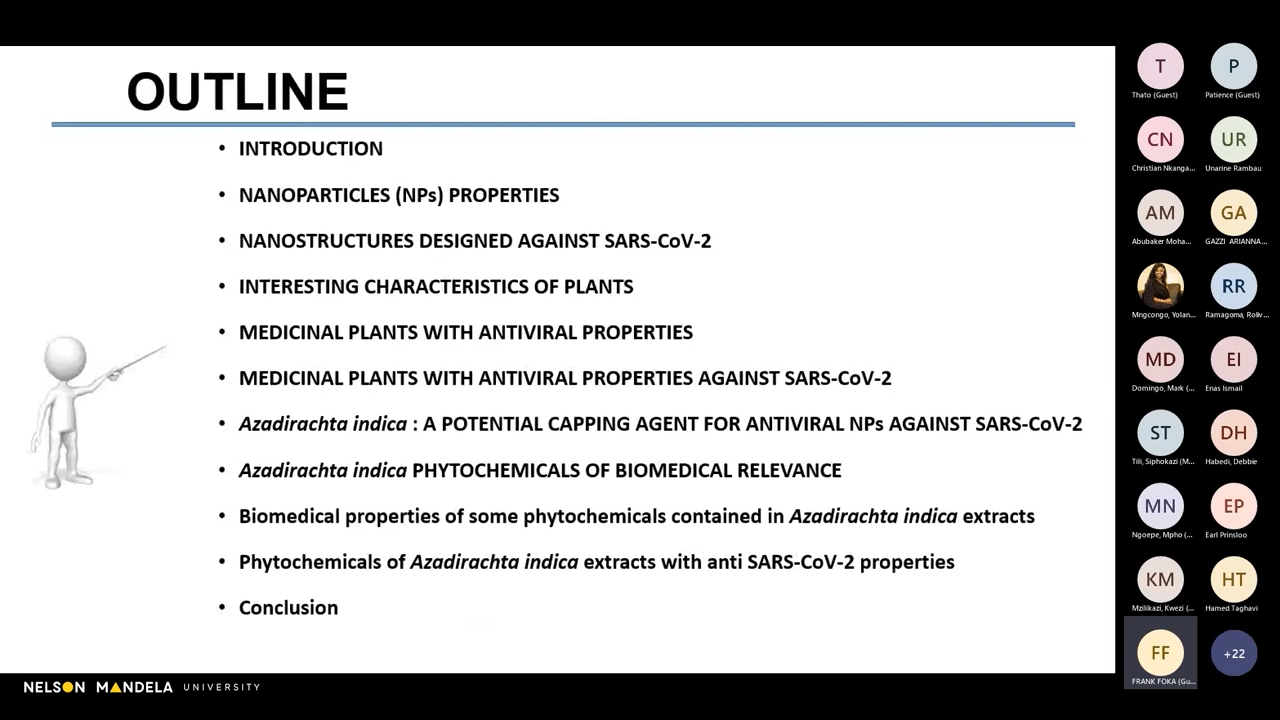 OUTLINE
• INTRODUCTION
• NANOPARTICLES (NPs) PROPERTIES
• NANOSTRUCTURES DESIGNED AGAINST SARS-CoV-2
• INTERESTING CHARACTERISTICS OF PLANTS
• MEDICINAL PLANTS WITH ANTIVIRAL PROPERTIES
• MEDICINAL PLANTS WITH ANTIVIRAL PROPERTIES AGAINST SARS-CoV-2
• Azadirachta indica : A POTENTIAL CAPPING AGENT FOR ANTIVIRAL NPs AGAINST SARS-CoV-2
• Azadirachta indica PHYTOCHEMICALS OF BIOMEDICAL RELEVANCE
• Biomedical properties of some phytochemicals contained in Azadirachta indica extracts
• Phytochemicals of Azadirachta indica extracts with anti SARS-CoV-2 properties
• Conclusion
NELSON MANDELA UNIVERSITY
T P
Thato (Guest) Patience (Guest)
CN UR
Christian Nkanga... Unarine Rambau
AM GA
Abubaker Moha... GAZZI ARIANNA...
RR
Mngcongo, Yolan... Ramagoma, Roliv...
MD EI
Domingo, Mark (... Enas Ismail
ST DH
Tili, Siphokazi (M... Habedi, Debbie
MN EP
Ngoepe, Mpho (... Earl Prinsloo
KM HT
Mzilikazi, Kwezi (... Hamed Taghavi
FF +22
FRANK FOKA (Gu...